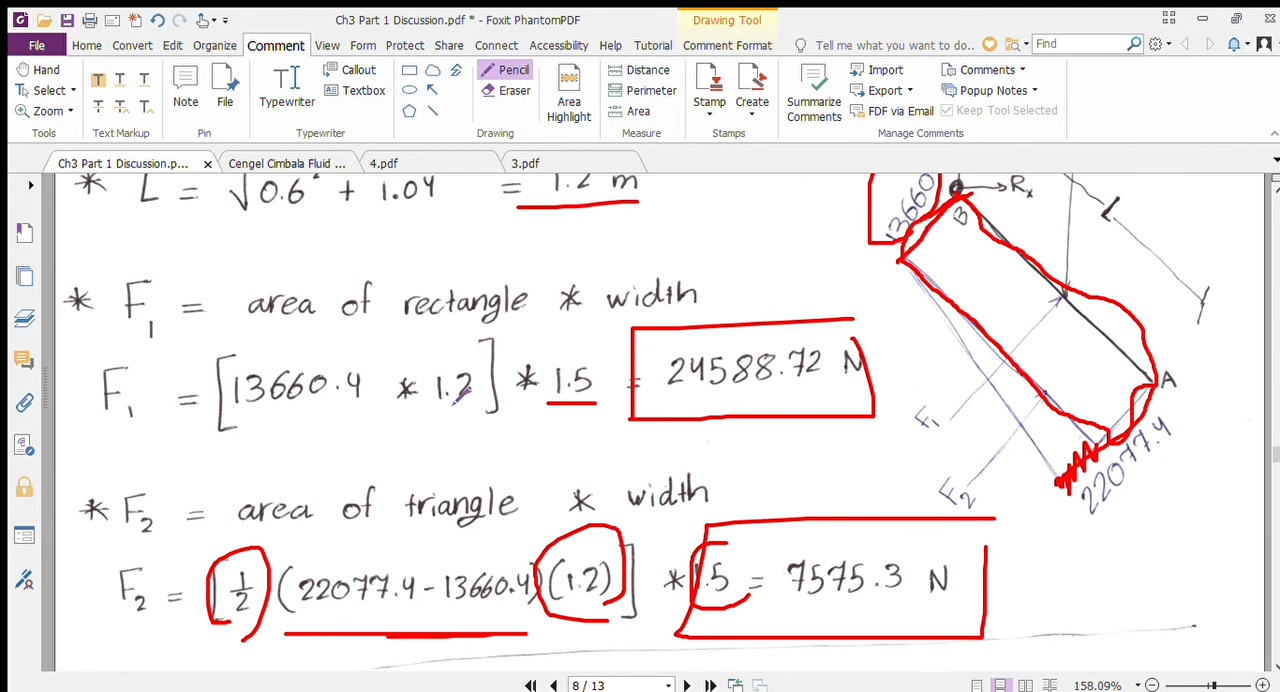 Ch3 Part 1 Discussion.pdf * - Foxit PhantomPDF
Drawing Tool
File Home Convert Edit Organize Comment View Form Protect Share Connect Accessibility Help Tutorial Comment Format Tell me what you want to do.. Find
Hand
Select
Zoom
Tools
Text Markup
Note
File
Pin
Typewriter
Callout
Textbox
Typewriter
Pencil
Eraser
Drawing
Area Highlight
Distance
Perimeter
Area
Measure
Stamp
Create
Stamps
Summarize Comments
Import
Export
FDF via Email
Comments
Popup Notes
Keep Tool Selected
Manage Comments
Ch3 Part 1 Discussion.p... × Cengel Cimbala Fluid ... 4.pdf 3.pdf
* L = √0.6² + 1.04 = 1.2 m
13660
B
Rx
L
* F1 = area of rectangle * width
F1 = [13660.4 * 1.2] * 1.5 = 24588.72 N
A
F1
F2
22077.4
* F2 = area of triangle * width
F2 = [1/2 (22077.4 - 13660.4)(1.2)] * 1.5 = 7575.3 N
8 / 13
158.09%